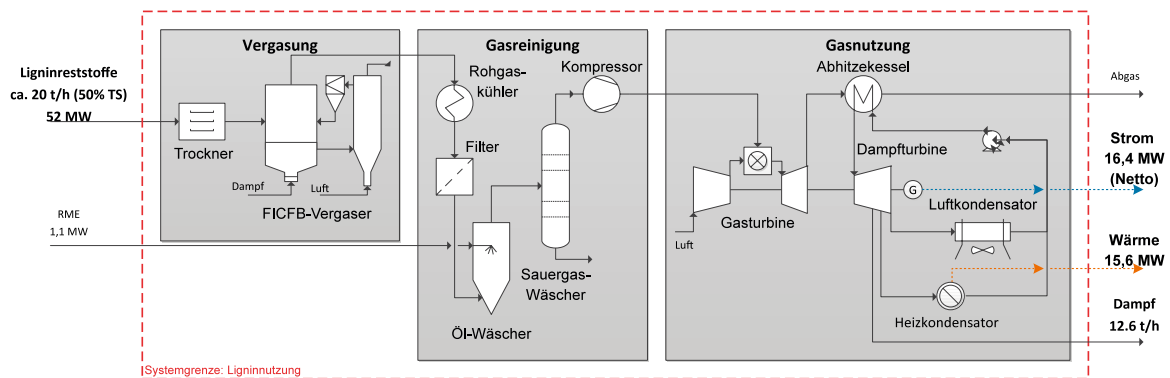 Ligninreststoffe
ca. 20 t/h (50% TS)
52 MW
RME
1,1 MW
Vergasung
Trockner
Dampf
Luft
FICFB-Vergaser
Gasreinigung
Rohgas-
kühler
Kompressor
Filter
Sauergas-
Wäscher
Öl-Wäscher
Gasnutzung
Abhitzekessel
Dampfturbine
G
Luftkondensator
Gasturbine
Luft
Heizkondensator
Abgas
Strom
16,4 MW
(Netto)
Wärme
15,6 MW
Dampf
12.6 t/h
Systemgrenze: Ligninnutzung